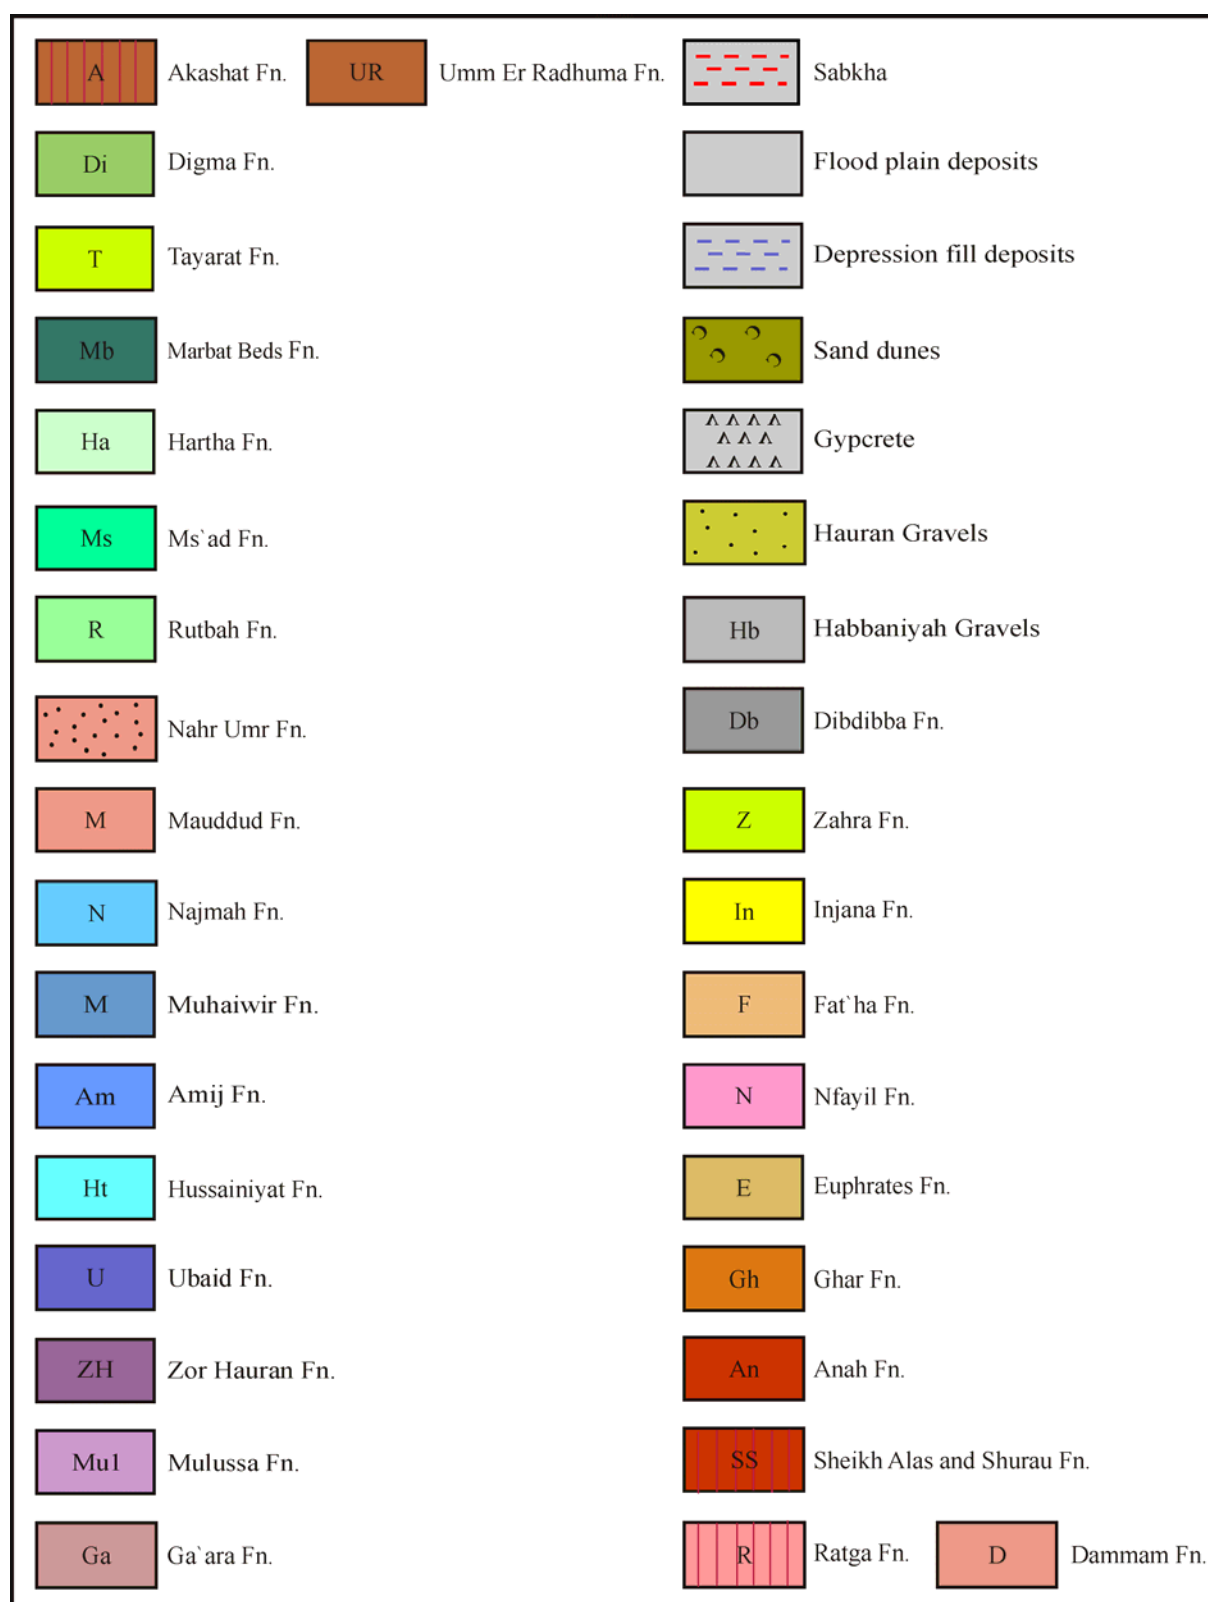 A Akashat Fn. UR Umm Er Radhuma Fn. Sabkha
Di Digma Fn. Flood plain deposits
T Tayarat Fn. Depression fill deposits
Mb Marbat Beds Fn. Sand dunes
Ha Hartha Fn. Gypcrete
Ms Ms`ad Fn. Hauran Gravels
R Rutbah Fn. Hb Habbaniyah Gravels
Nahr Umr Fn. Db Dibdibba Fn.
M Mauddud Fn. Z Zahra Fn.
N Najmah Fn. In Injana Fn.
M Muhaiwir Fn. F Fat`ha Fn.
Am Amij Fn. N Nfayil Fn.
Ht Hussainiyat Fn. E Euphrates Fn.
U Ubaid Fn. Gh Ghar Fn.
ZH Zor Hauran Fn. An Anah Fn.
Mu1 Mulussa Fn. SS Sheikh Alas and Shurau Fn.
Ga Ga`ara Fn. R Ratga Fn. D Dammam Fn.